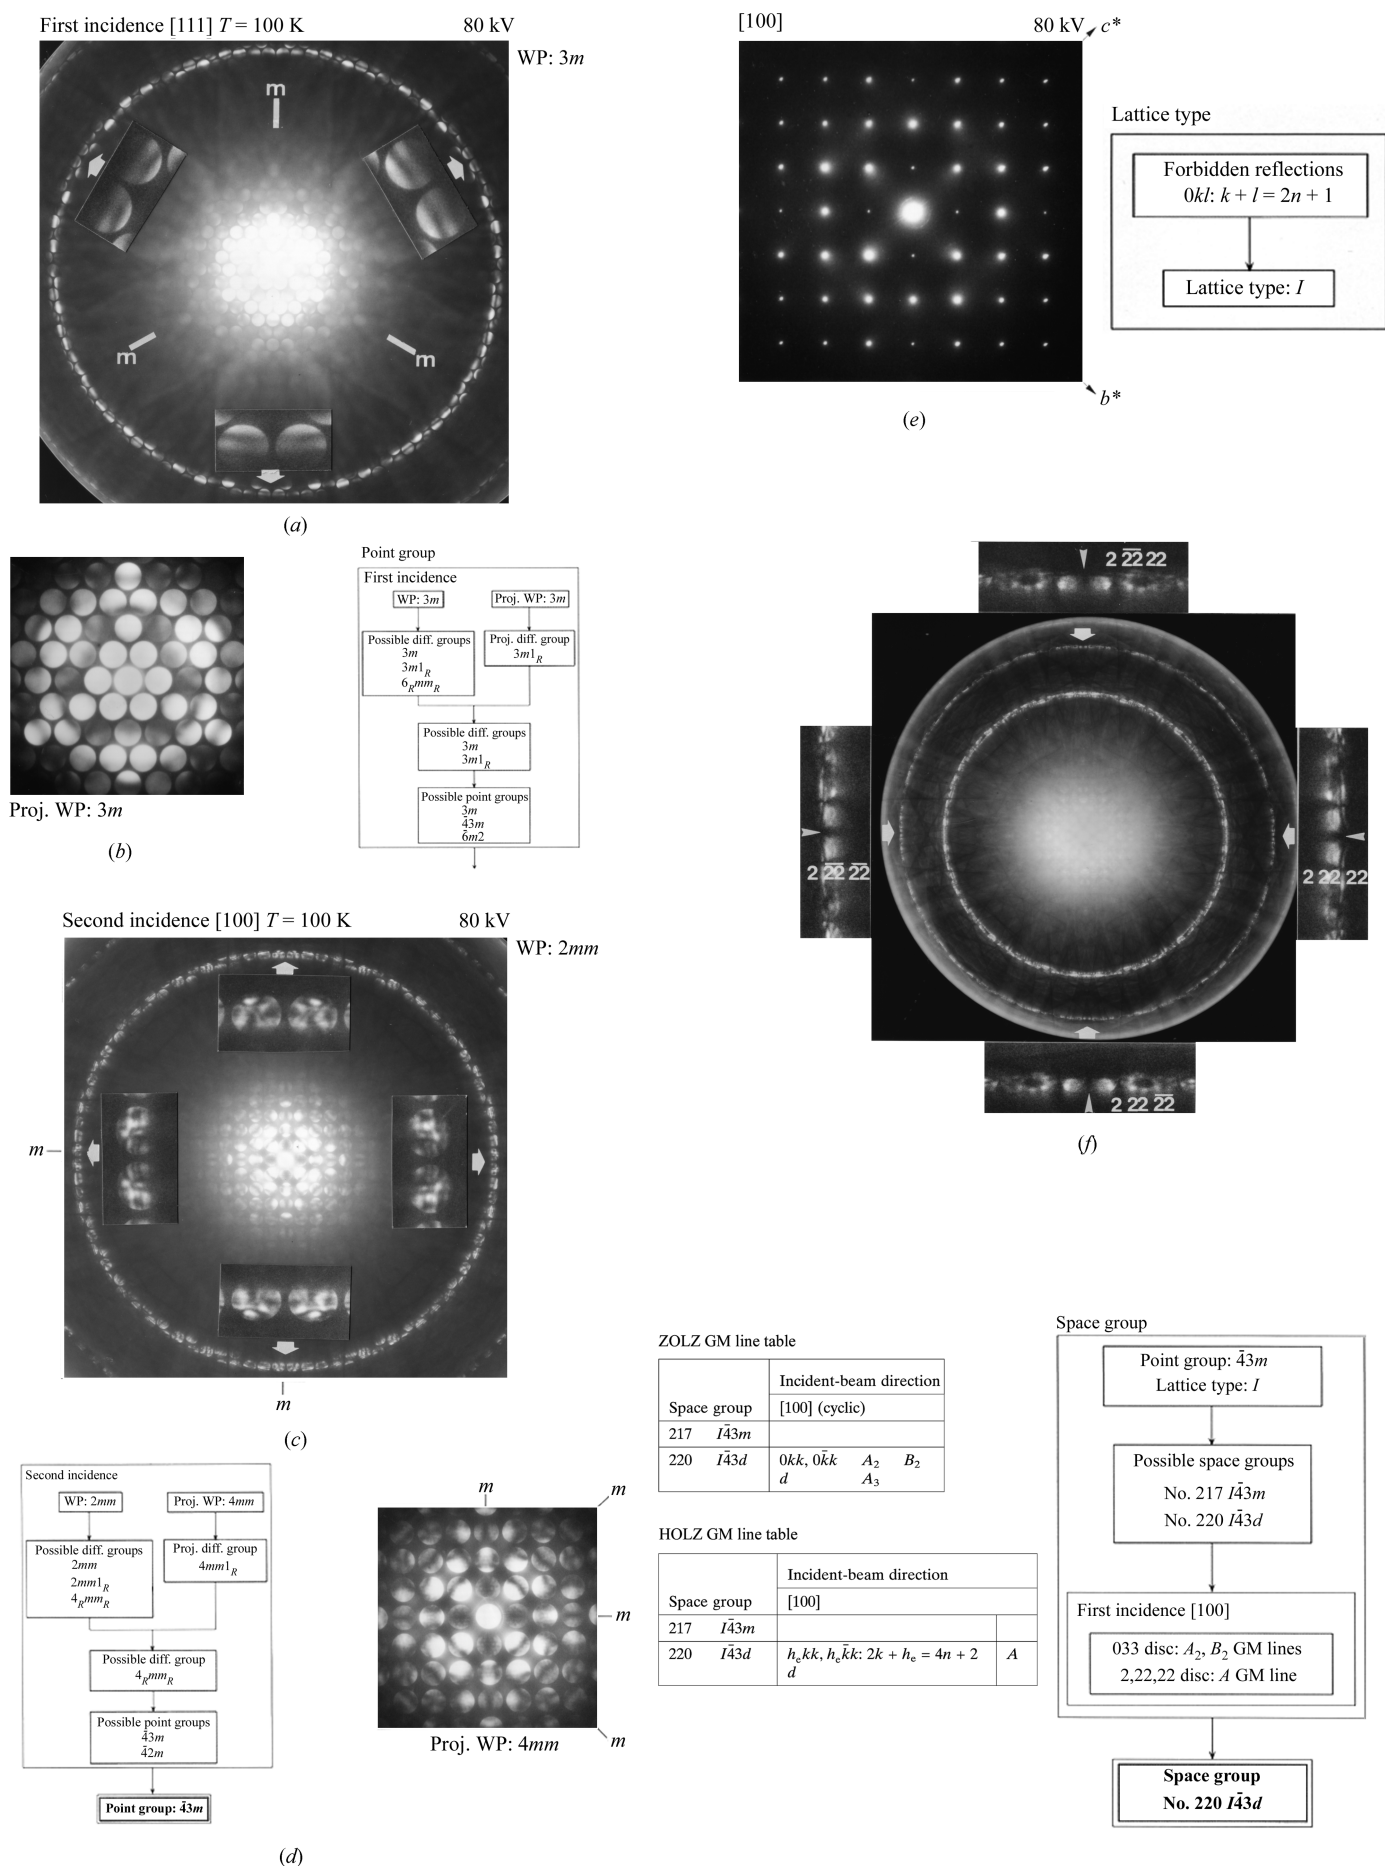 First incidence [111] T = 100 K 80 kV
WP: 3m
m
m
m
(a)
[100] 80 kV c*
b*
(e)
Lattice type
Forbidden reflections
0kl: k + l = 2n + 1
Lattice type: I
Proj. WP: 3m
(b)
Point group
First incidence
WP: 3m Proj. WP: 3m
Possible diff. groups
3m
3m1_R
6_Rmm_R
Proj. diff. group
3m1_R
Possible diff. groups
3m
3m1_R
Possible point groups
3m
4̄3m
6̄m2
2 2̅2̅ 22
2 2̅2̅ 2̅2̅
2 22 22
2 22 2̅2̅
(f)
Second incidence [100] T = 100 K 80 kV
WP: 2mm
m
m
(c)
Second incidence
WP: 2mm Proj. WP: 4mm
Possible diff. groups
2mm
2mm1_R
4_Rmm_R
Proj. diff. group
4mm1_R
Possible diff. group
4_Rmm_R
Possible point groups
4̄3m
4̄2m
Point group: 4̄3m
(d)
m
m
m
m
Proj. WP: 4mm
ZOLZ GM line table
Incident-beam direction
Space group [100] (cyclic)
217 I4̄3m
220 I4̄3d 0kk, 0k̄k A₂ B₂
d A₃
HOLZ GM line table
Incident-beam direction
Space group [100]
217 I4̄3m
220 I4̄3d hₑkk, hₑk̄k: 2k + hₑ = 4n + 2 A
d
Space group
Point group: 4̄3m
Lattice type: I
Possible space groups
No. 217 I4̄3m
No. 220 I4̄3d
First incidence [100]
033 disc: A₂, B₂ GM lines
2,22,22 disc: A GM line
Space group
No. 220 I4̄3d